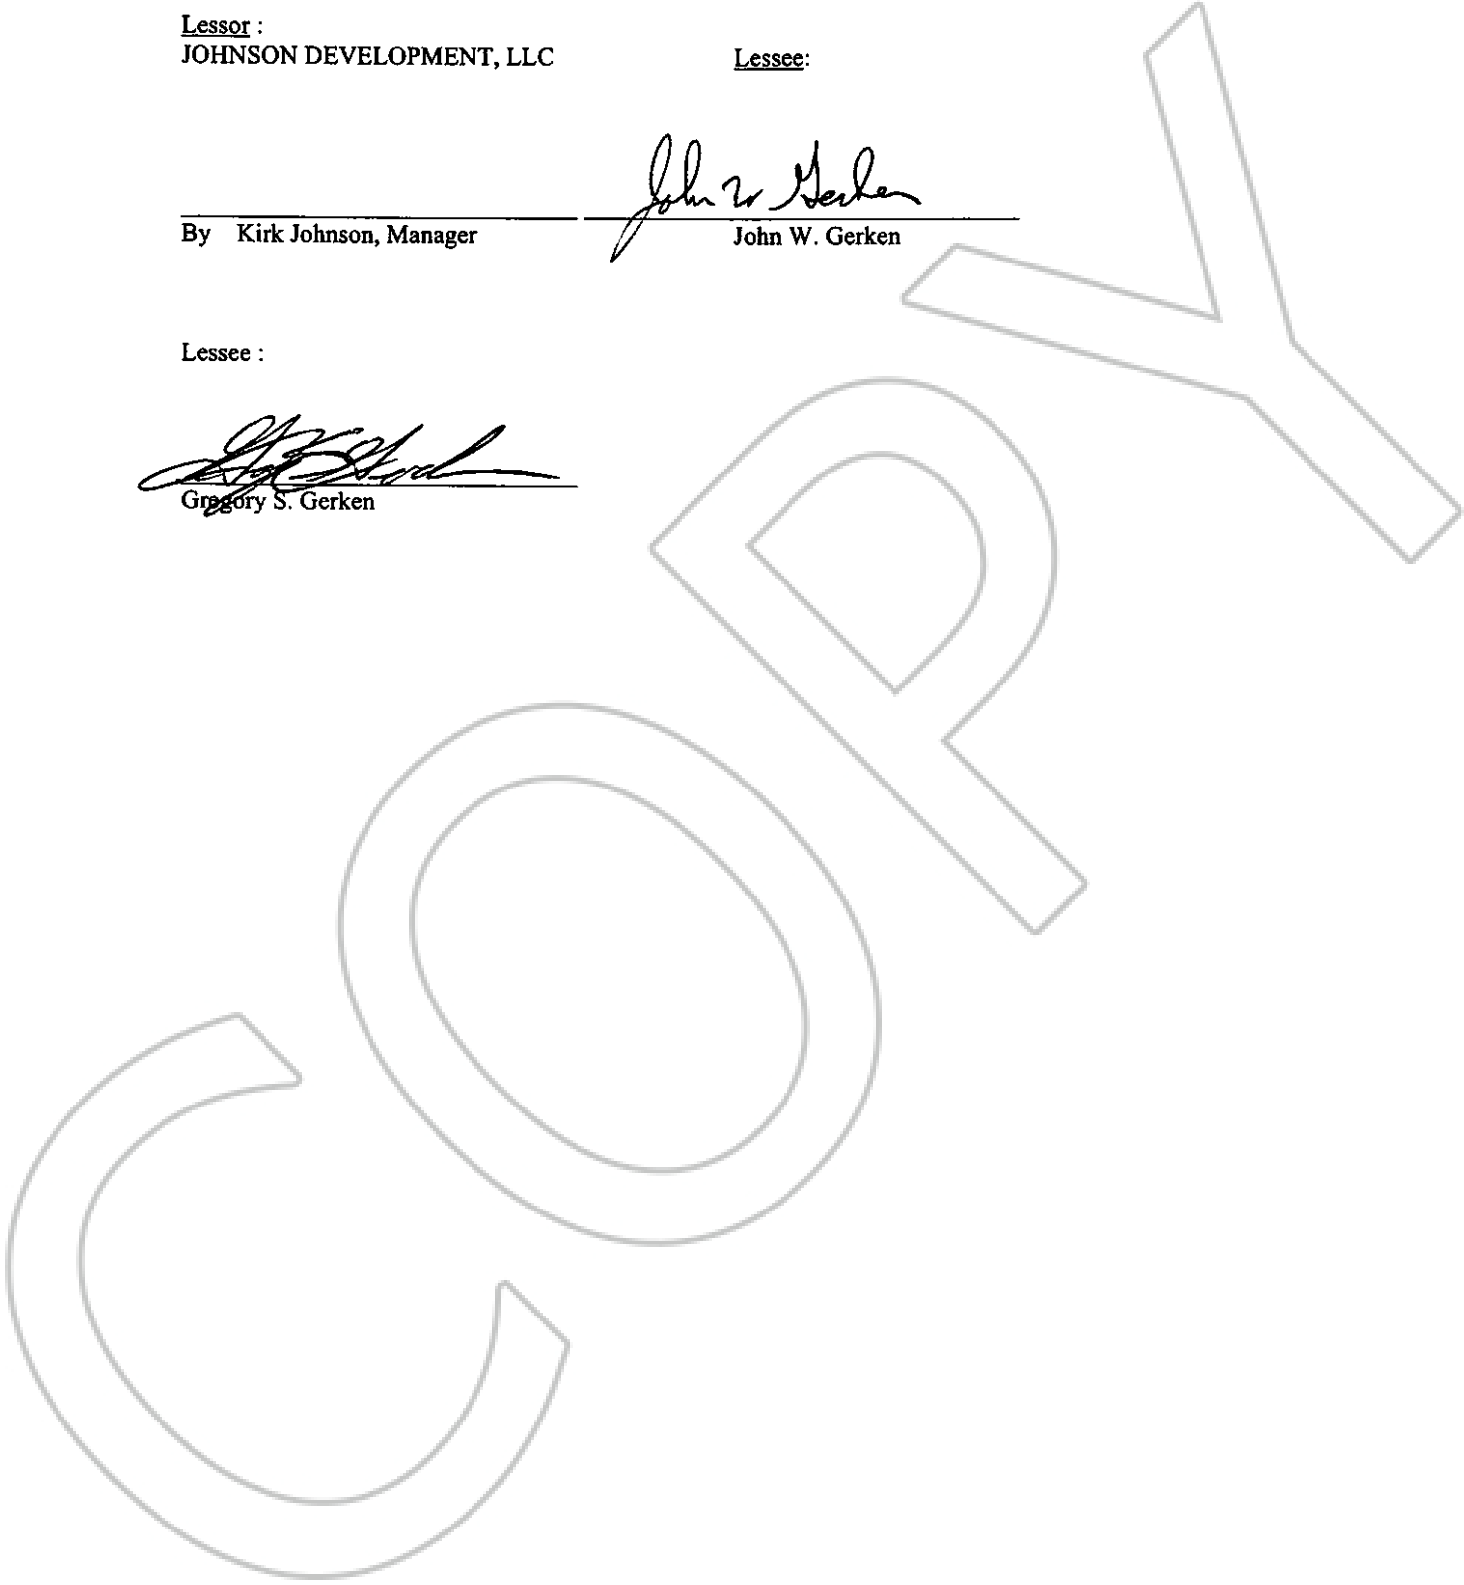 Lessor :
JOHNSON DEVELOPMENT, LLC
Lessee:
John W Gerken
By Kirk Johnson, Manager
John W. Gerken
Lessee :
Gregory S. Gerken
COPY